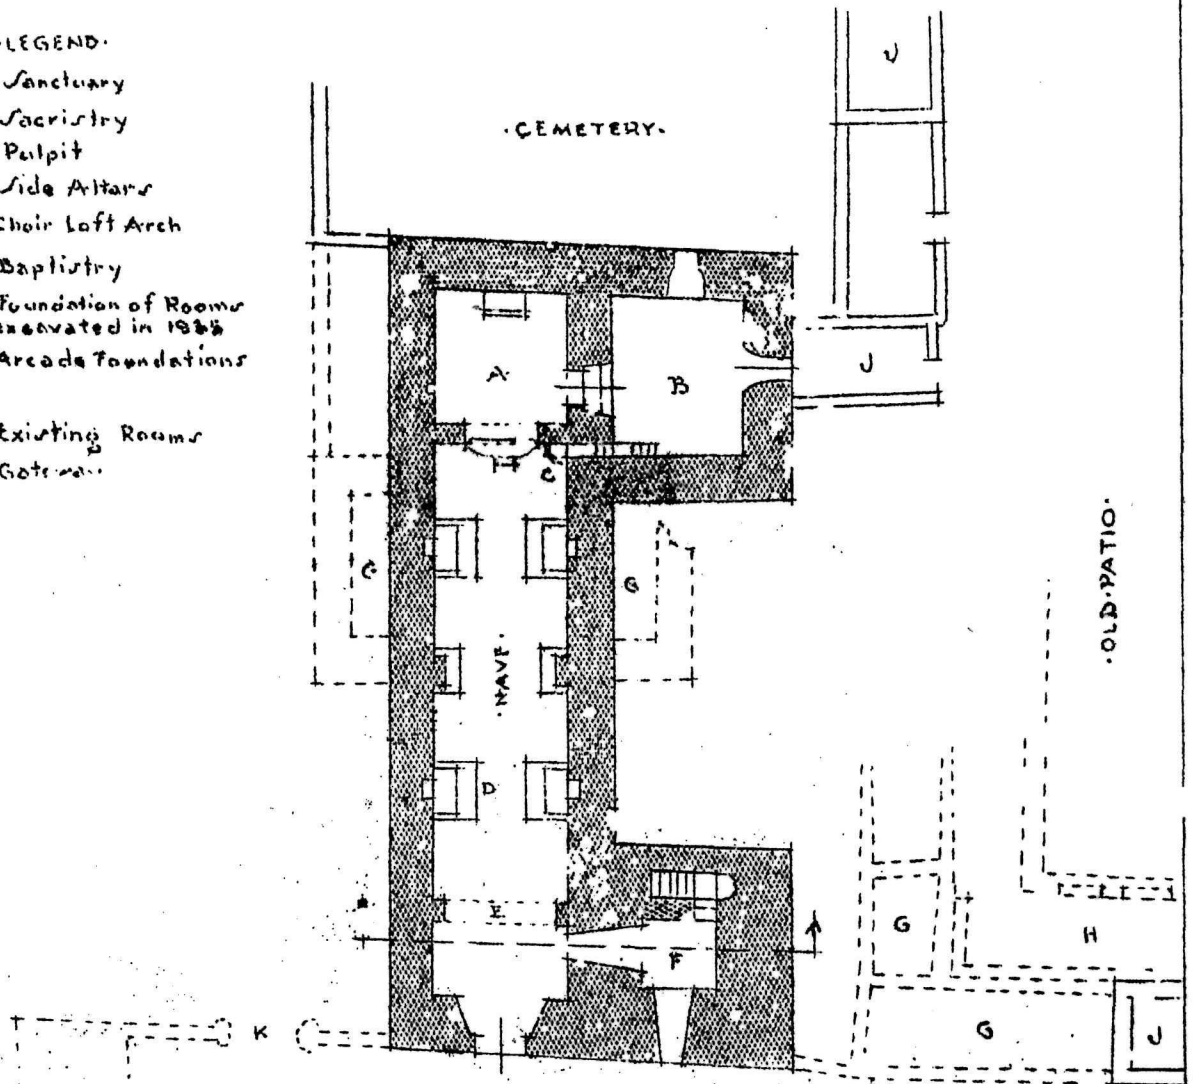 ·LEGEND·
Sanctuary
Sacristry
Pulpit
Side Altars
Choir Loft Arch
Baptistry
Foundation of Rooms
excavated in
Arcade Foundations
Existing Rooms
·CEMETERY·
J
J
A
B
C
G
G
·NAVE·
D
E
F
·OLD·PATIO·
G
H
K
G
J